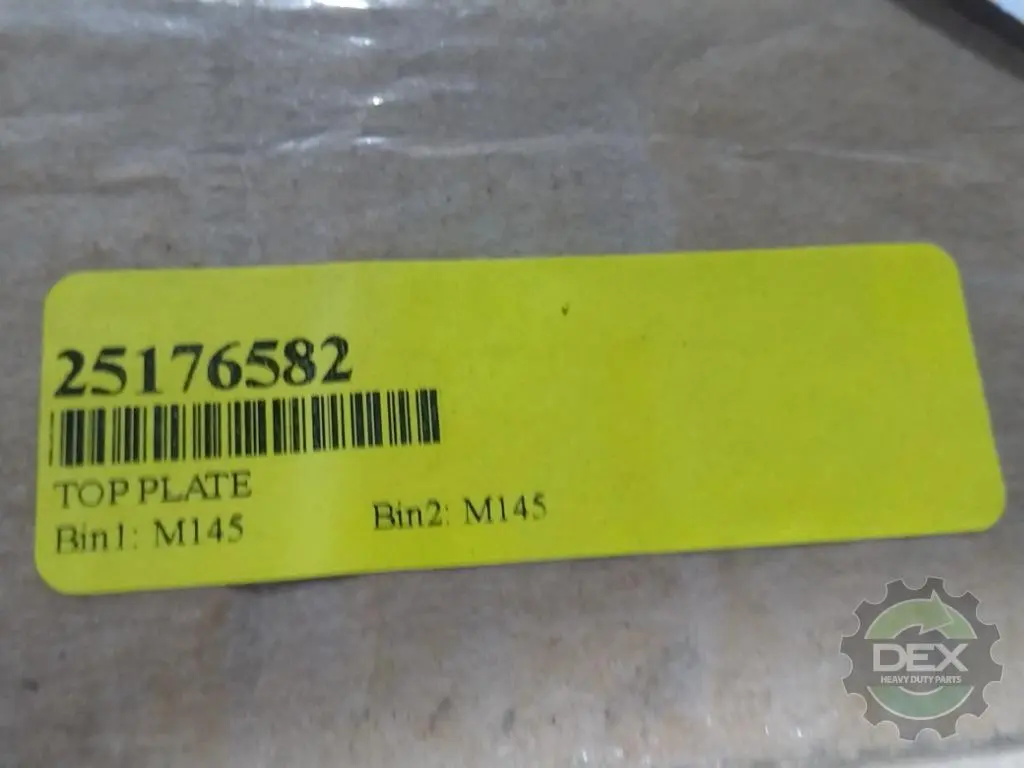 25176582
TOP PLATE
Bin1: M145
Bin2: M145
DEX
HEAVY DUTY PARTS